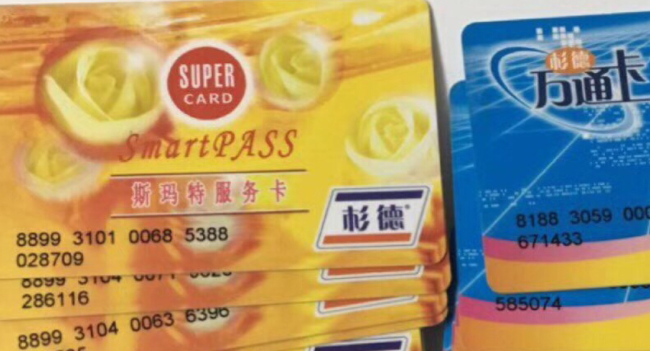 SUPER
CARD
SmartPASS
斯玛特服务卡
杉德
8899 3101 0068 5388
028709
286116
8899 3104 0063 6396
杉德
万通卡
8188 3059 000
671433
585074